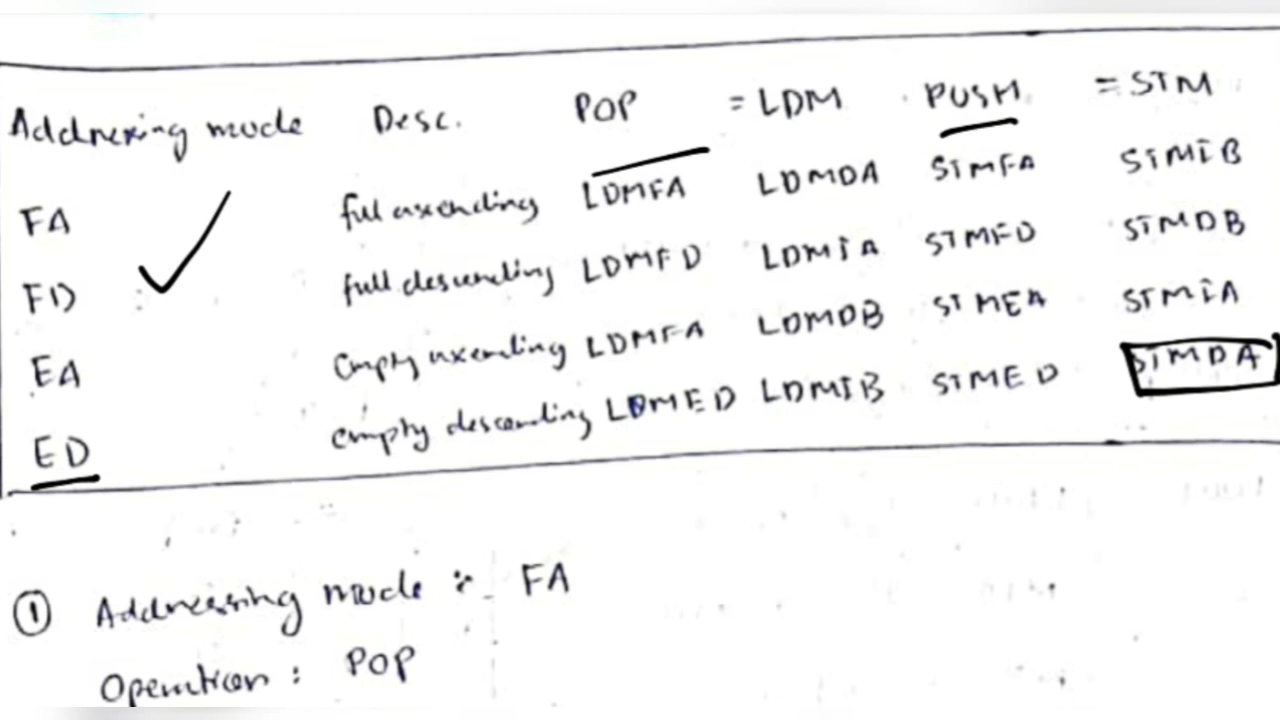 Addressing mode Desc. POP = LDM PUSH = STM
FA full ascending LDMFA LDMDA STMFA STMIB
FD full descending LDMFD LDMIA STMFD STMDB
EA Empty ascending LDMFA LDMDB STMEA STMIA
ED empty descending LDMED LDMIB STMED STMDA
① Addressing mode : FA
Operation : POP